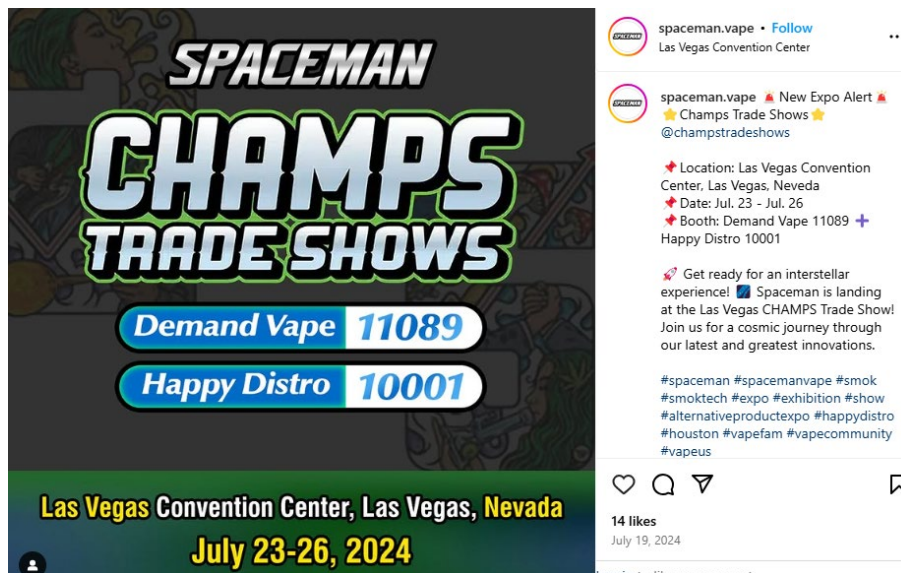 SPACEMAN
CHAMPS
TRADE SHOWS
Demand Vape 11089
Happy Distro 10001
Las Vegas Convention Center, Las Vegas, Nevada
July 23-26, 2024
spaceman.vape • Follow
Las Vegas Convention Center
SPACEMAN
spaceman.vape 🚨 New Expo Alert 🚨
⭐Champs Trade Shows⭐
@champstradeshows
📌Location: Las Vegas Convention
Center, Las Vegas, Neveda
📌Date: Jul. 23 - Jul. 26
📌Booth: Demand Vape 11089 ➕
Happy Distro 10001
🚀 Get ready for an interstellar
experience! 🌌 Spaceman is landing
at the Las Vegas CHAMPS Trade Show!
Join us for a cosmic journey through
our latest and greatest innovations.
#spaceman #spacemanvape #smok
#smoktech #expo #exhibition #show
#alternativeproductexpo #happydistro
#houston #vapefam #vapecommunity
#vapeus
14 likes
July 19, 2024